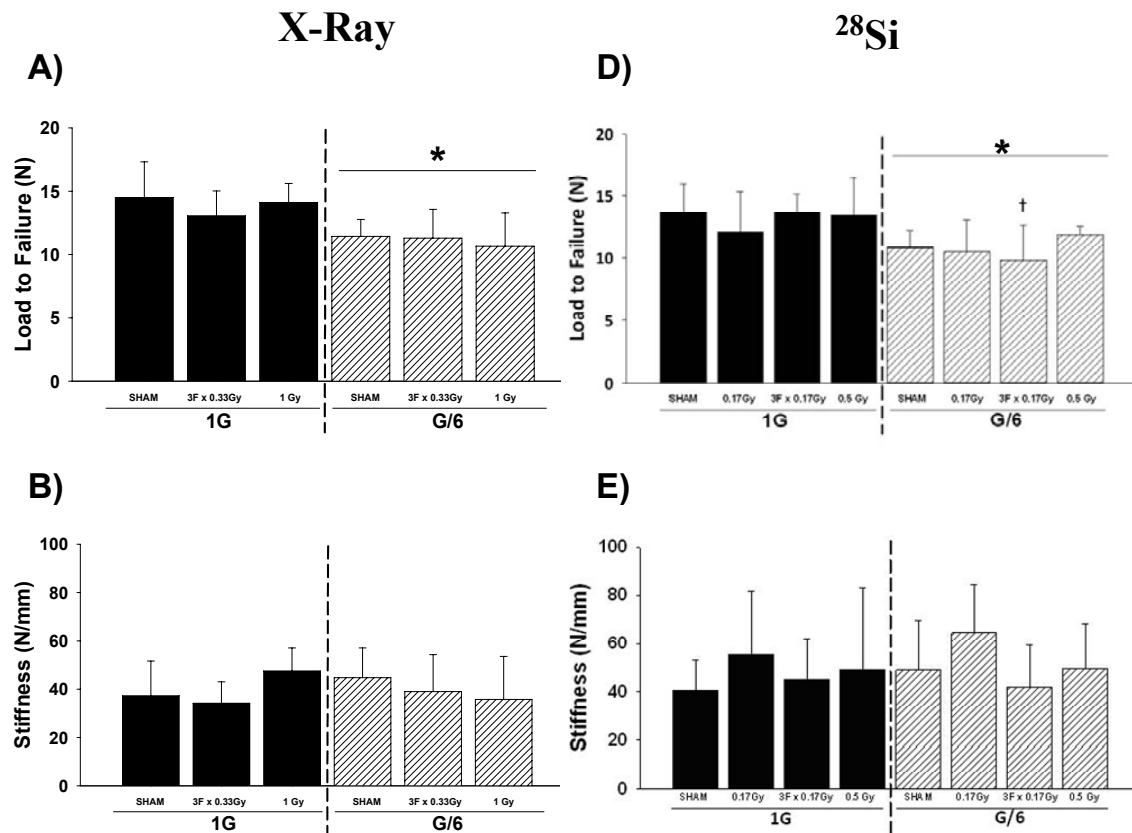 X-Ray
²⁸Si
A)
Load to Failure (N)
20
15
10
5
0
*
SHAM 3F x 0.33Gy 1 Gy SHAM 3F x 0.33Gy 1 Gy
1G G/6
D)
Load to Failure (N)
20
15
10
5
0
*
†
SHAM 0.17Gy 3F x 0.17Gy 0.5 Gy SHAM 0.17Gy 3F x 0.17Gy 0.5 Gy
1G G/6
B)
Stiffness (N/mm)
100
80
60
40
20
0
SHAM 3F x 0.33Gy 1 Gy SHAM 3F x 0.33Gy 1 Gy
1G G/6
E)
Stiffness (N/mm)
100
80
60
40
20
0
SHAM 0.17Gy 3F x 0.17Gy 0.5 Gy SHAM 0.17Gy 3F x 0.17Gy 0.5 Gy
1G G/6